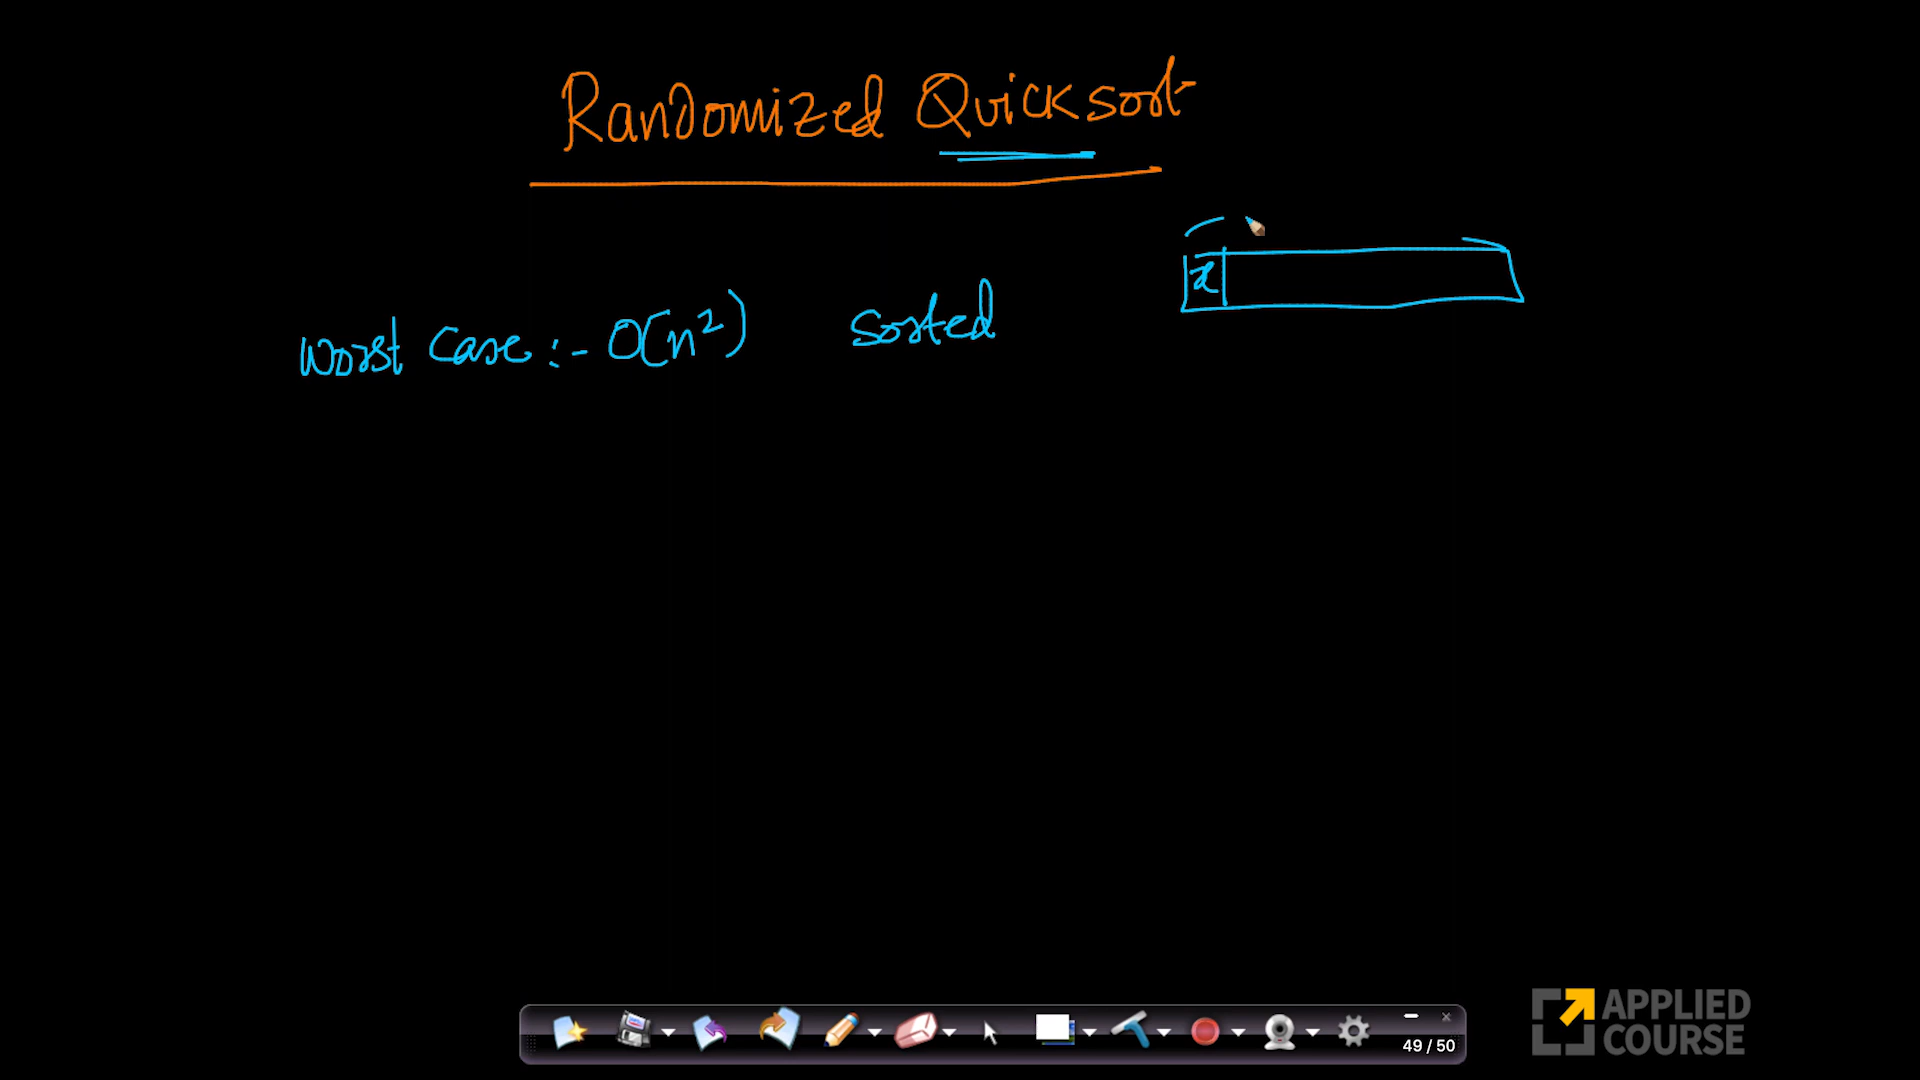 Randomized Quicksort
x
Worst Case :- O(n²) sorted
49 / 50
APPLIED
COURSE